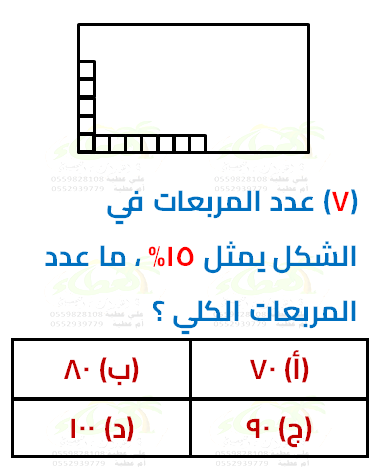 علي عطيه 0559828108
أم عطيه 0552939779
(٧) عدد المربعات في
الشكل يمثل ١٥% ، ما عدد
المربعات الكلي ؟
(أ) ٧٠
(ب) ٨٠
(ج) ٩٠
(د) ١٠٠